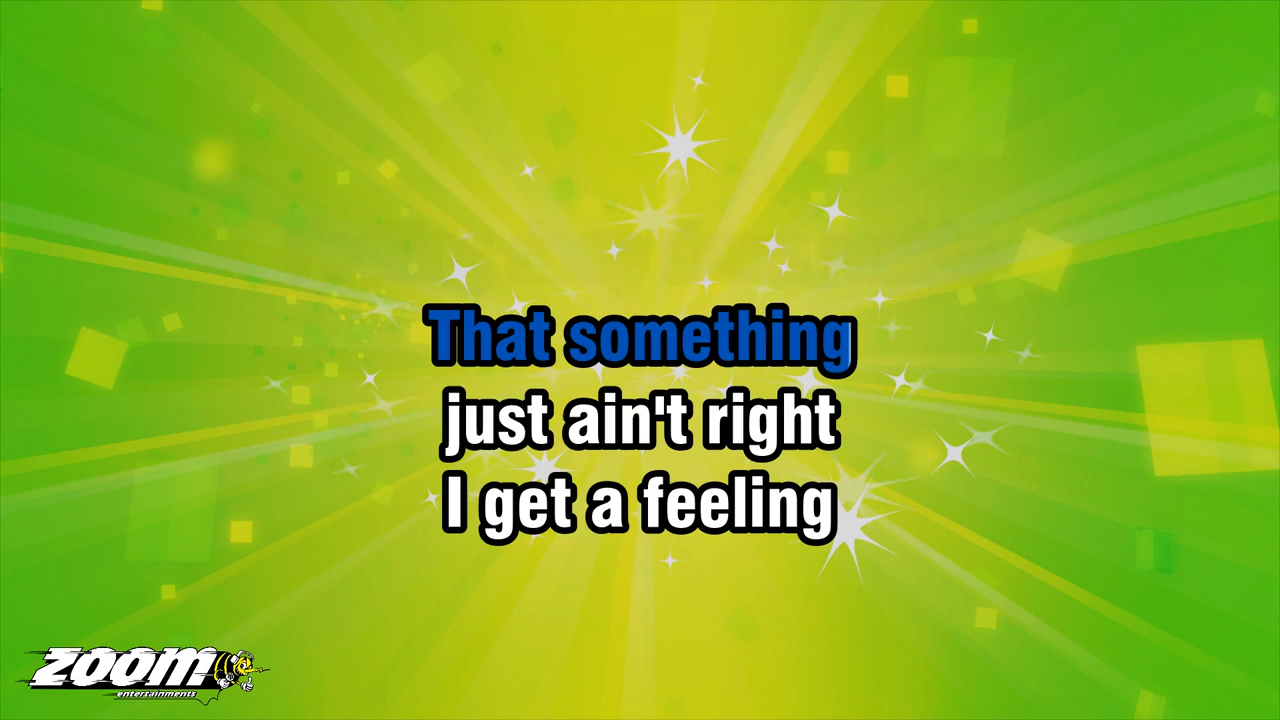 That something
just ain't right
I get a feeling
zoom
entertainments